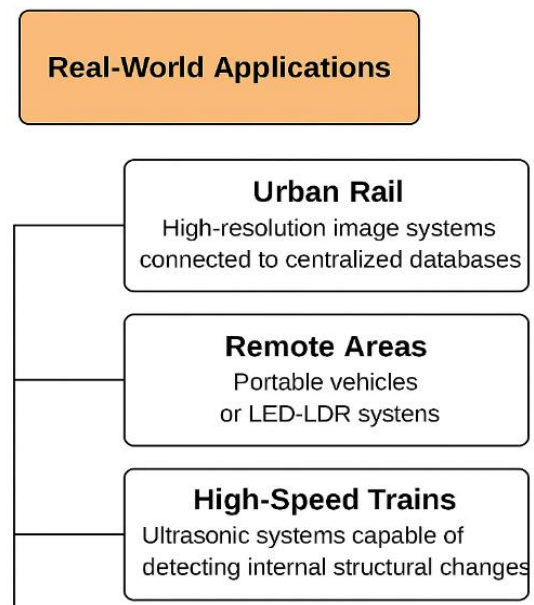 Real-World Applications
Urban Rail
High-resolution image systems
connected to centralized databases
Remote Areas
Portable vehicles
or LED-LDR systens
High-Speed Trains
Ultrasonic systems capable of
detecting internal structural changes